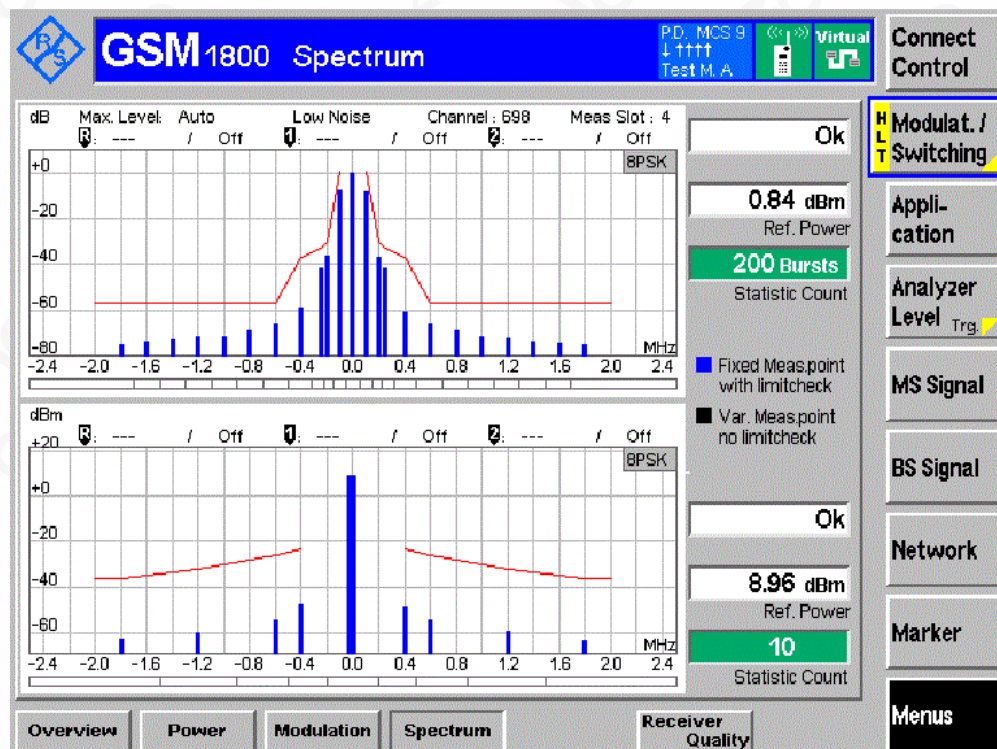 R/S GSM 1800 Spectrum P.D. MCS 9 Virtual
Test M. A.
Connect Control
dB Max. Level: Auto Low Noise Channel : 698 Meas Slot : 4
R: --- / Off 1: --- / Off 2: --- / Off
8PSK
+0
-20
-40
-60
-80
MHz
-2.4 -2.0 -1.6 -1.2 -0.8 -0.4 0.0 0.4 0.8 1.2 1.6 2.0 2.4
Ok
0.84 dBm
Ref. Power
200 Bursts
Statistic Count
Fixed Meas.point
with limitcheck
Var. Meas.point
no limitcheck
dBm
R: --- / Off 1: --- / Off 2: --- / Off
8PSK
+20
+0
-20
-40
-60
MHz
-2.4 -2.0 -1.6 -1.2 -0.8 -0.4 0.0 0.4 0.8 1.2 1.6 2.0 2.4
Ok
8.96 dBm
Ref. Power
10
Statistic Count
HLT
Modulat. /
Switching
Appli-
cation
Analyzer
Level Trg.
MS Signal
BS Signal
Network
Marker
Menus
Overview Power Modulation Spectrum Receiver
Quality